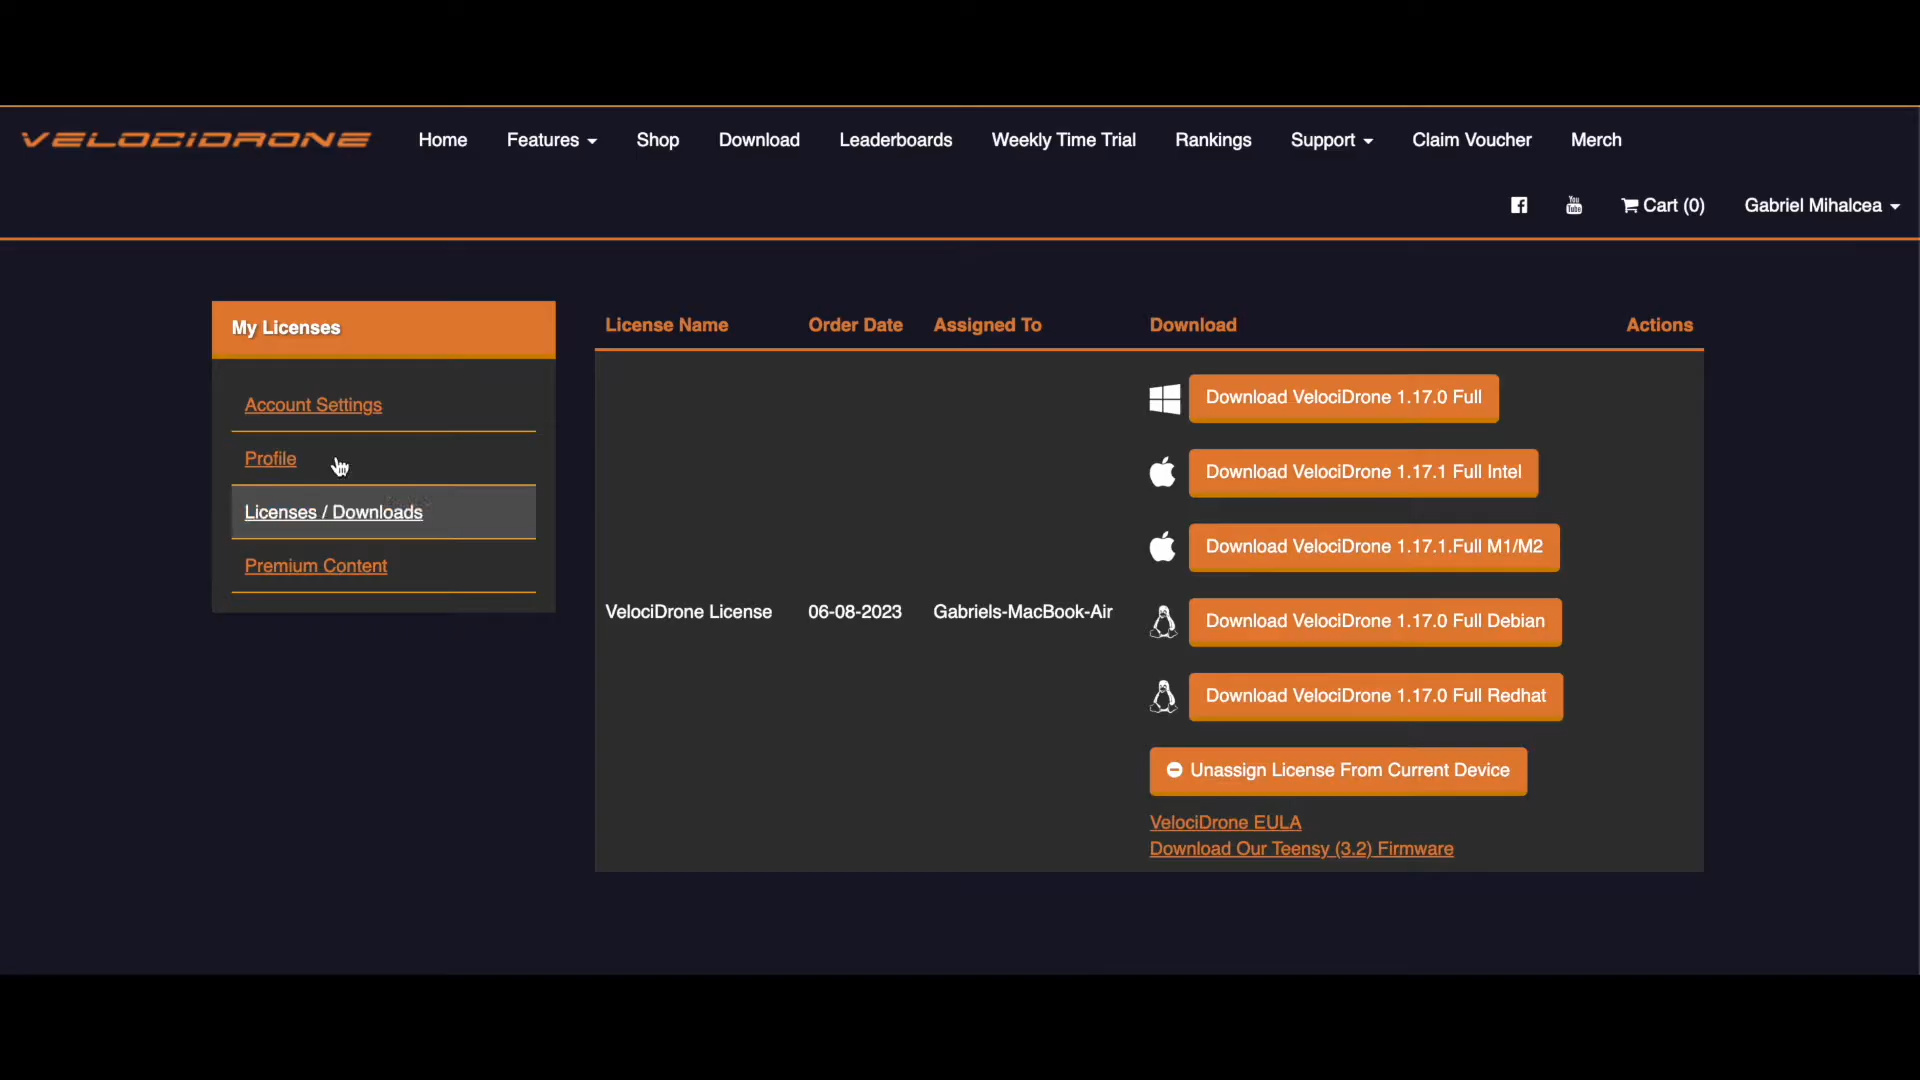 VELOCIDRONE
Home Features Shop Download Leaderboards Weekly Time Trial Rankings Support Claim Voucher Merch
You Tube Cart (0) Gabriel Mihalcea
My Licenses
Account Settings
Profile
Licenses / Downloads
Premium Content
License Name Order Date Assigned To Download Actions
Download VelociDrone 1.17.0 Full
Download VelociDrone 1.17.1 Full Intel
Download VelociDrone 1.17.1.Full M1/M2
VelociDrone License 06-08-2023 Gabriels-MacBook-Air
Download VelociDrone 1.17.0 Full Debian
Download VelociDrone 1.17.0 Full Redhat
Unassign License From Current Device
VelociDrone EULA
Download Our Teensy (3.2) Firmware